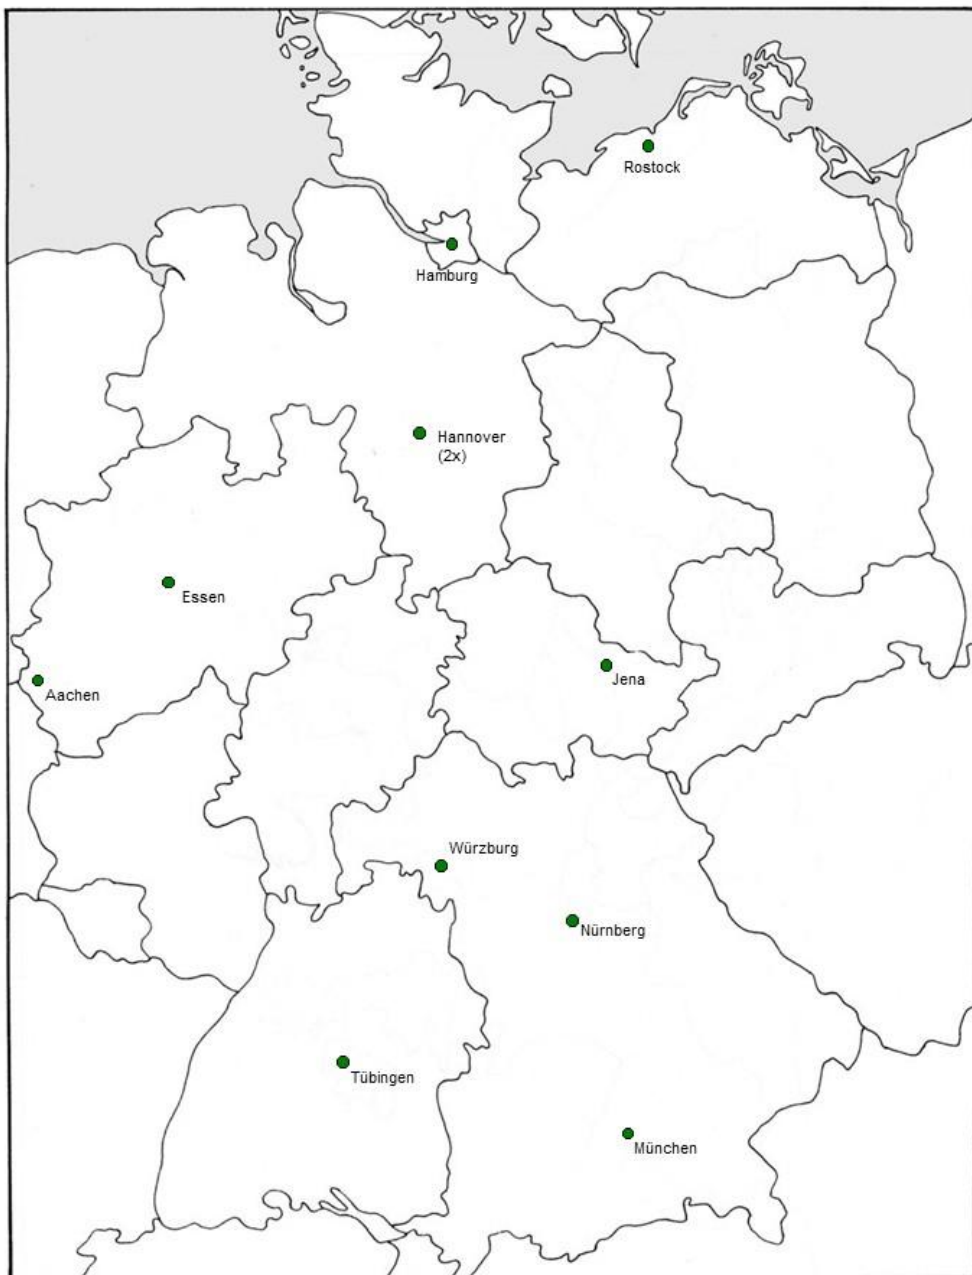 Rostock
Hamburg
Hannover
(2x)
Essen
Jena
Aachen
Würzburg
Nürnberg
Tübingen
München